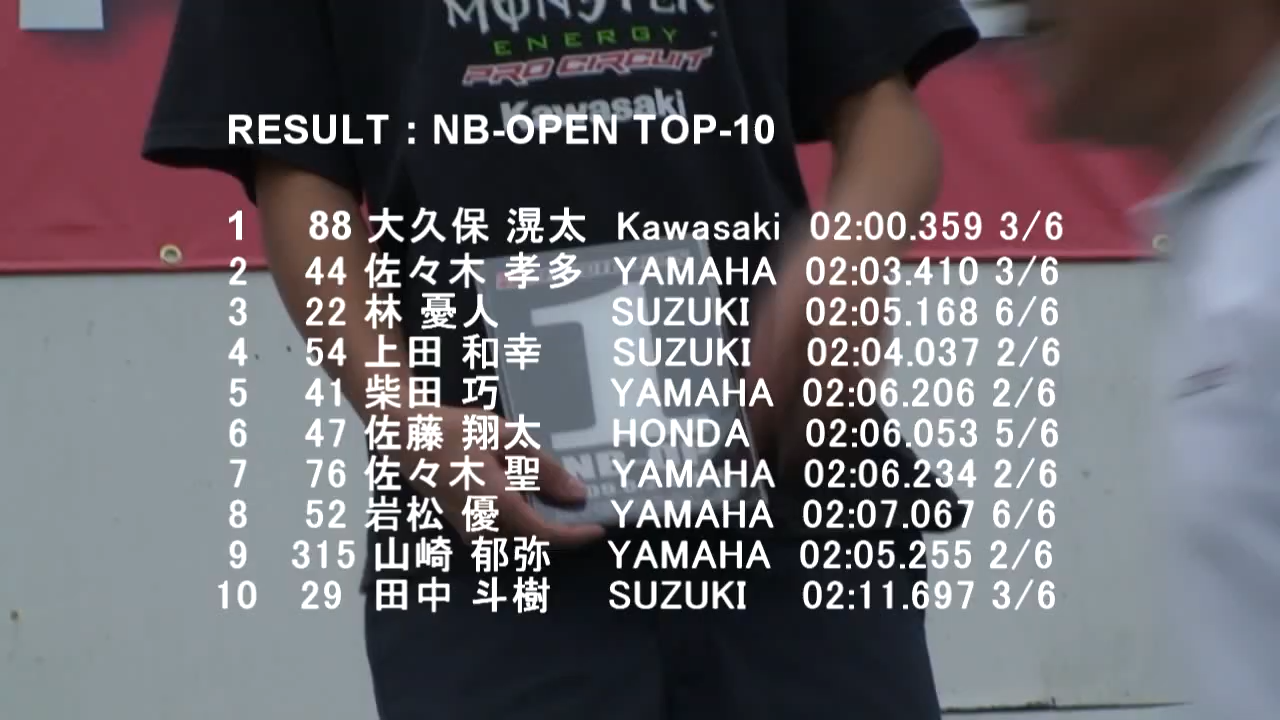 MONSTER
ENERGY
PRO CIRCUIT
Kawasaki
RESULT : NB-OPEN TOP-10
1 88 大久保 滉太 Kawasaki 02:00.359 3/6
2 44 佐々木 孝多 YAMAHA 02:03.410 3/6
3 22 林 憂人 SUZUKI 02:05.168 6/6
4 54 上田 和幸 SUZUKI 02:04.037 2/6
5 41 柴田 巧 YAMAHA 02:06.206 2/6
6 47 佐藤 翔太 HONDA 02:06.053 5/6
7 76 佐々木 聖 YAMAHA 02:06.234 2/6
8 52 岩松 優 YAMAHA 02:07.067 6/6
9 315 山崎 郁弥 YAMAHA 02:05.255 2/6
10 29 田中 斗樹 SUZUKI 02:11.697 3/6
1
NB